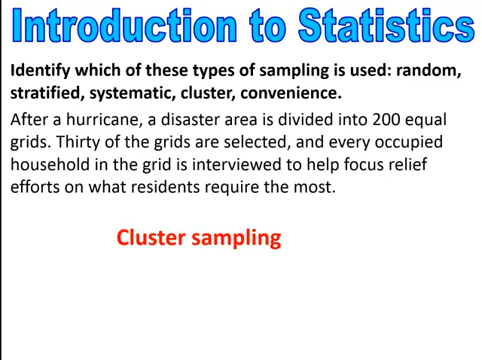 Introduction to Statistics
Identify which of these types of sampling is used: random,
stratified, systematic, cluster, convenience.
After a hurricane, a disaster area is divided into 200 equal
grids. Thirty of the grids are selected, and every occupied
household in the grid is interviewed to help focus relief
efforts on what residents require the most.
Cluster sampling